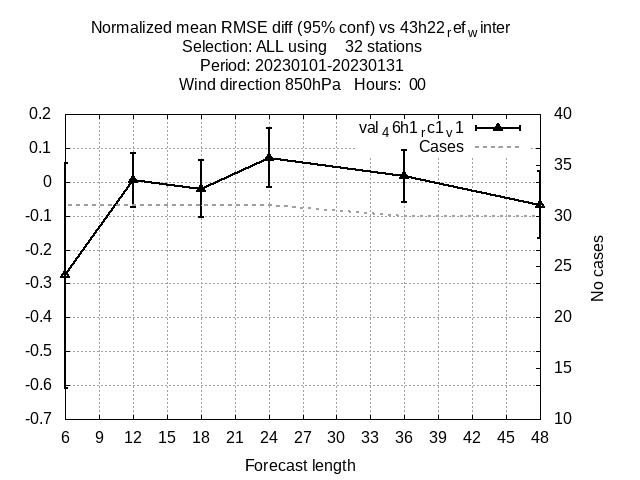 Normalized mean RMSE diff (95% conf) vs 43h22refwinter
Selection: ALL using 32 stations
Period: 20230101-20230131
Wind direction 850hPa Hours: 00
val46h1rc1v1
Cases
0.2
0.1
0
-0.1
-0.2
-0.3
-0.4
-0.5
-0.6
-0.7
40
35
30
25
20
15
10
No cases
6 9 12 15 18 21 24 27 30 33 36 39 42 45 48
Forecast length